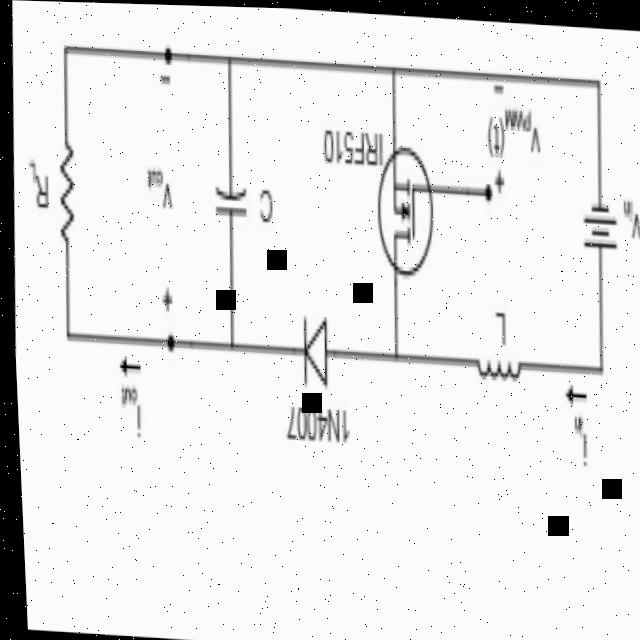 i_in
1N4007
i_out
L
+
V_in
+
C
V_out
R_L
V_PWM(t)
IRF510
-
-